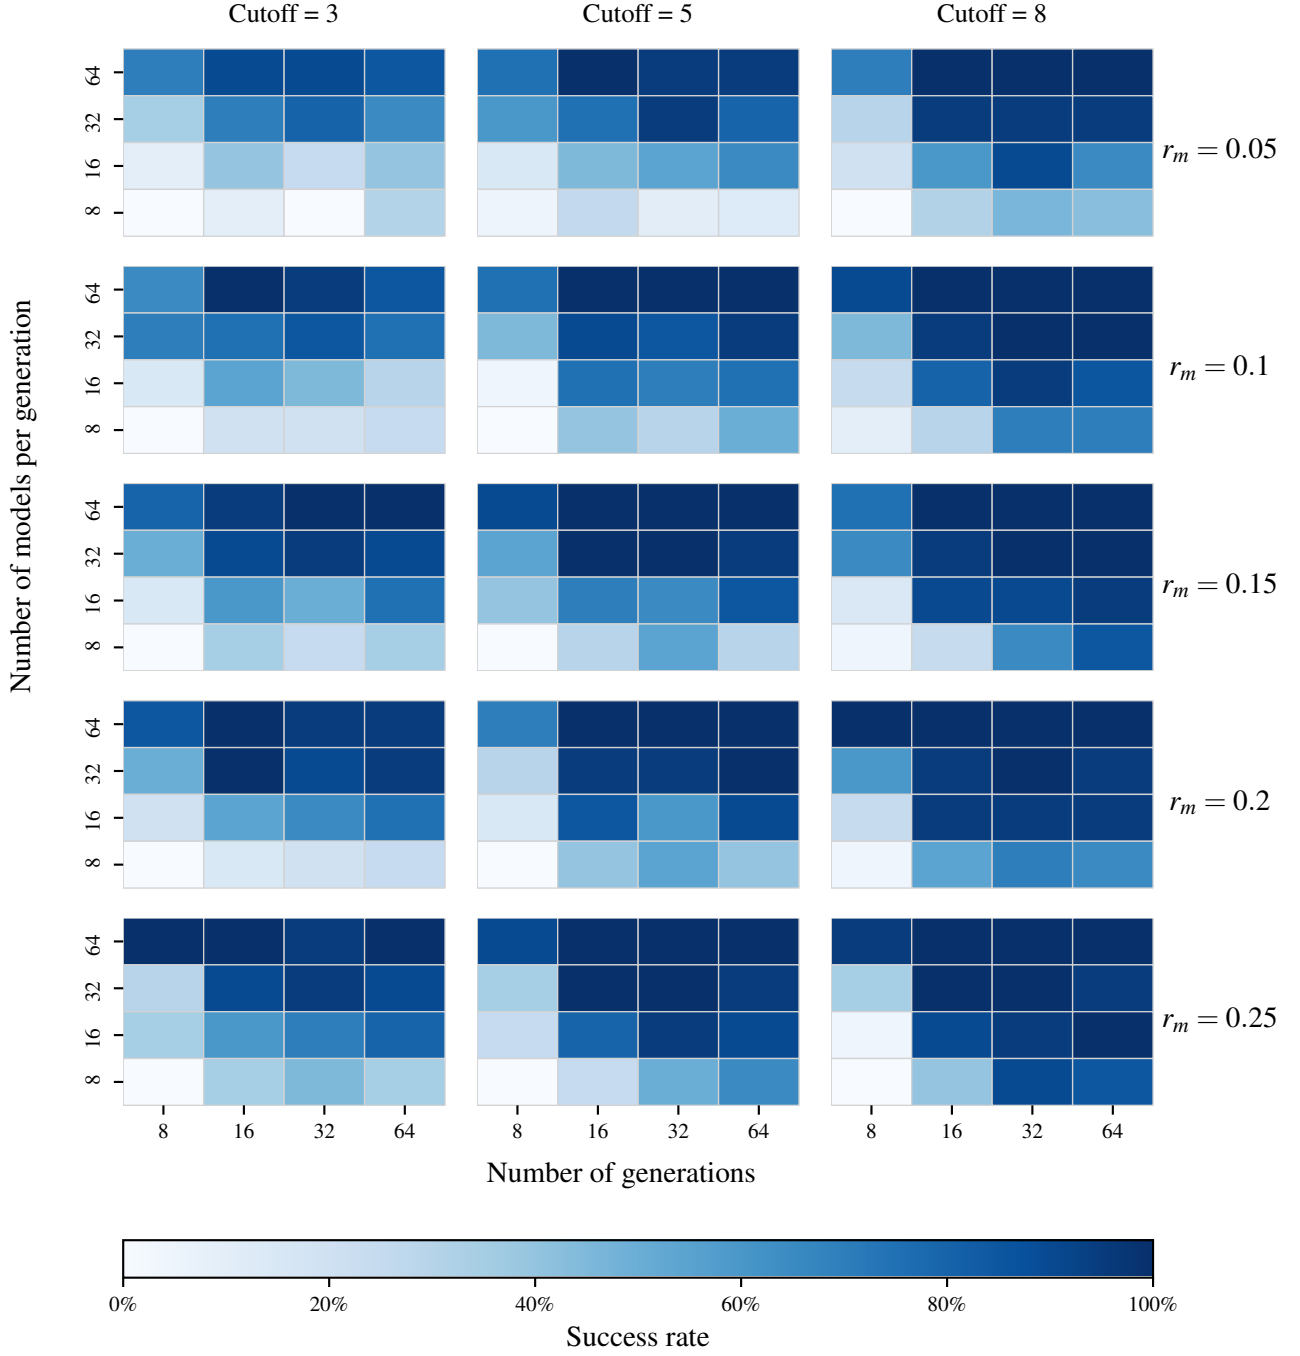 Cutoff = 3 Cutoff = 5 Cutoff = 8
Number of models per generation
64
32
16
8
r_m = 0.05
64
32
16
8
r_m = 0.1
64
32
16
8
r_m = 0.15
64
32
16
8
r_m = 0.2
64
32
16
8
r_m = 0.25
8 16 32 64 8 16 32 64 8 16 32 64
Number of generations
0% 20% 40% 60% 80% 100%
Success rate